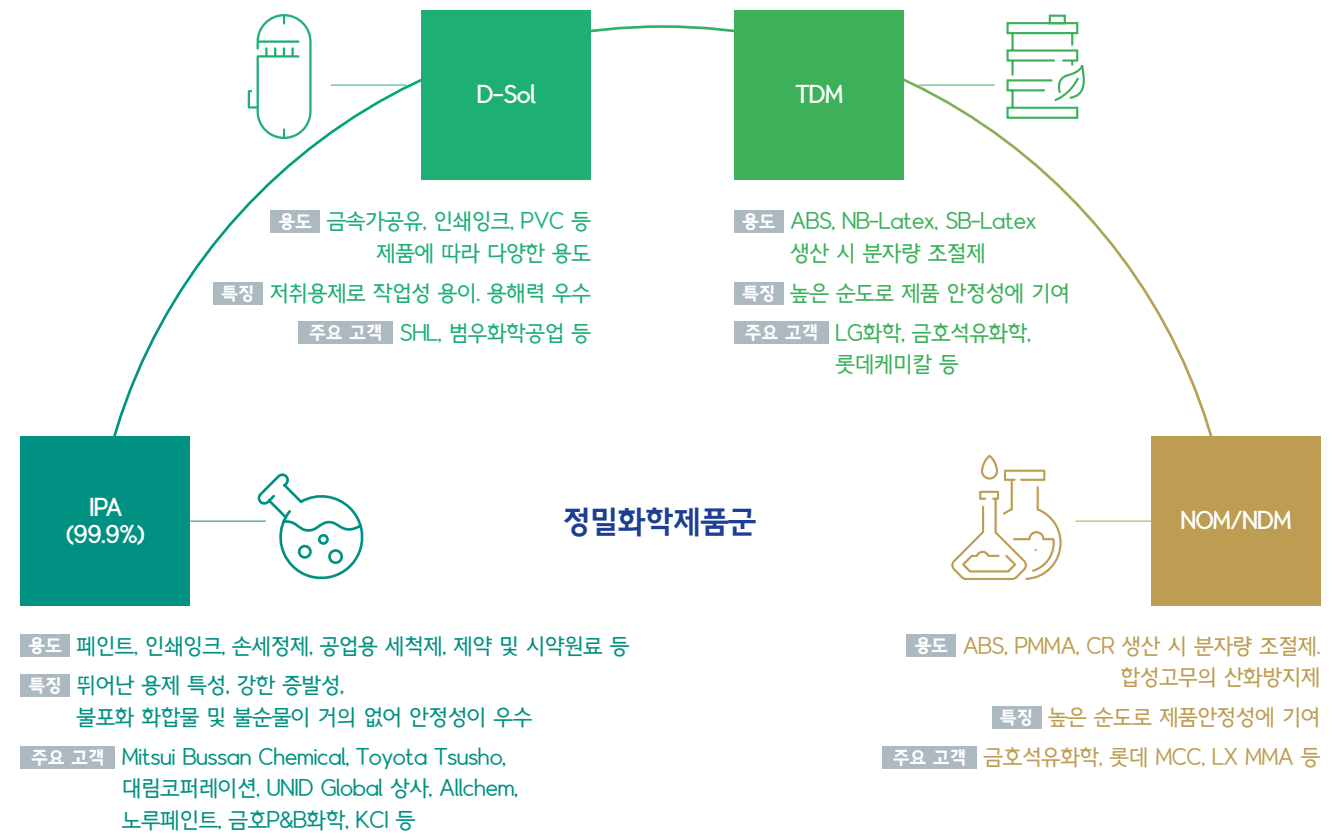 D-Sol
용도 금속가공유, 인쇄잉크, PVC 등
제품에 따라 다양한 용도
특징 저취용제로 작업성 용이. 용해력 우수
주요 고객 SHL, 범우화학공업 등
TDM
용도 ABS, NB-Latex, SB-Latex
생산 시 분자량 조절제
특징 높은 순도로 제품 안정성에 기여
주요 고객 LG화학, 금호석유화학,
롯데케미칼 등
IPA
(99.9%)
용도 페인트, 인쇄잉크, 손세정제, 공업용 세척제, 제약 및 시약원료 등
특징 뛰어난 용제 특성, 강한 증발성,
불포화 화합물 및 불순물이 거의 없어 안정성이 우수
주요 고객 Mitsui Bussan Chemical, Toyota Tsusho,
대림코퍼레이션, UNID Global 상사, Allchem,
노루페인트, 금호P&B화학, KCI 등
정밀화학제품군
NOM/NDM
용도 ABS, PMMA, CR 생산 시 분자량 조절제.
합성고무의 산화방지제
특징 높은 순도로 제품안정성에 기여
주요 고객 금호석유화학, 롯데 MCC, LX MMA 등